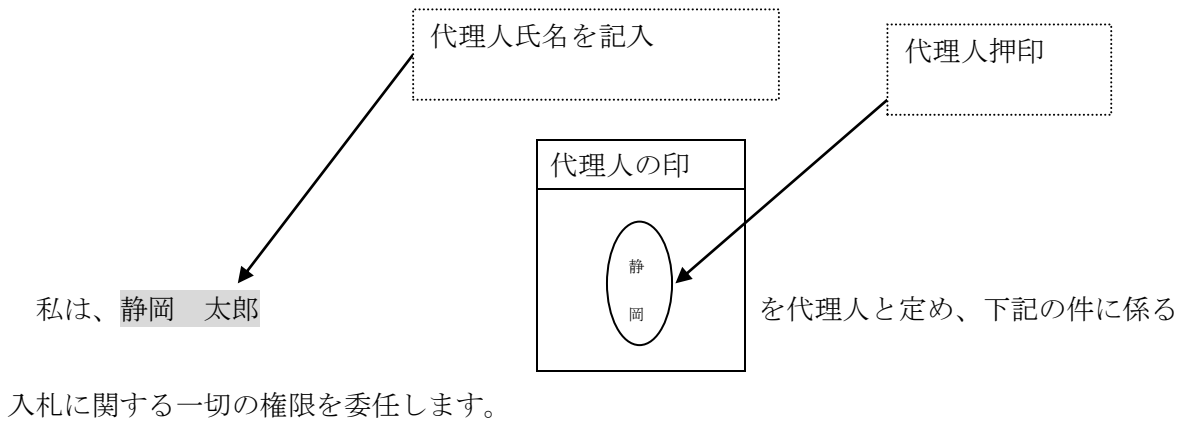 代理人氏名を記入
代理人押印
代理人の印
静
岡
私は、静岡　太郎
を代理人と定め、下記の件に係る
入札に関する一切の権限を委任します。